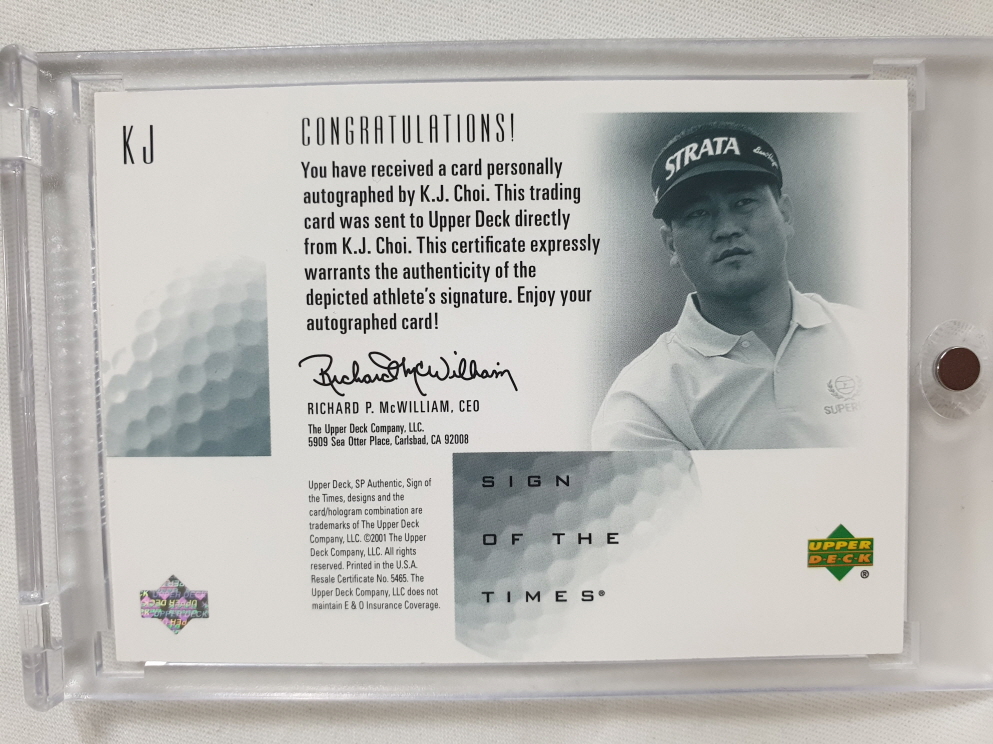 KJ
CONGRATULATIONS!
You have received a card personally
autographed by K.J. Choi. This trading
card was sent to Upper Deck directly
from K.J. Choi. This certificate expressly
warrants the authenticity of the
depicted athlete's signature. Enjoy your
autographed card!
Richard McWilliam
RICHARD P. McWILLIAM, CEO
The Upper Deck Company, LLC.
5909 Sea Otter Place, Carlsbad, CA 92008
STRATA
Upper Deck, SP Authentic, Sign of
the Times, designs and the
card/hologram combination are
trademarks of The Upper Deck
Company, LLC. ©2001 The Upper
Deck Company, LLC. All rights
reserved. Printed in the U.S.A.
Resale Certificate No. 5465. The
Upper Deck Company, LLC does not
maintain E & O Insurance Coverage.
SIGN
OF THE
TIMES®
UPPER
D·E·C·K
®
UPPER DECK